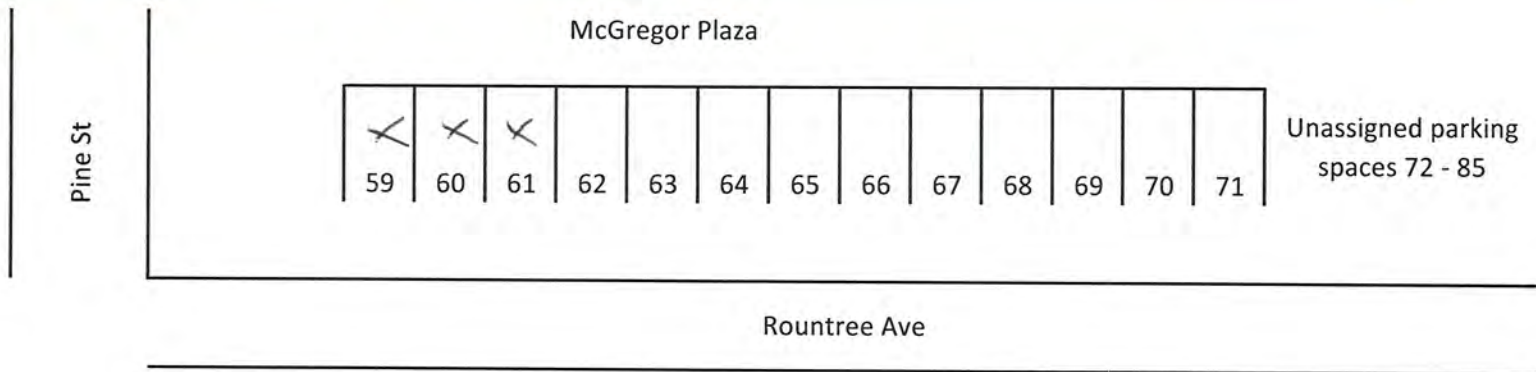 McGregor Plaza
Pine St
X X X
59 60 61 62 63 64 65 66 67 68 69 70 71
Unassigned parking
spaces 72 - 85
Rountree Ave